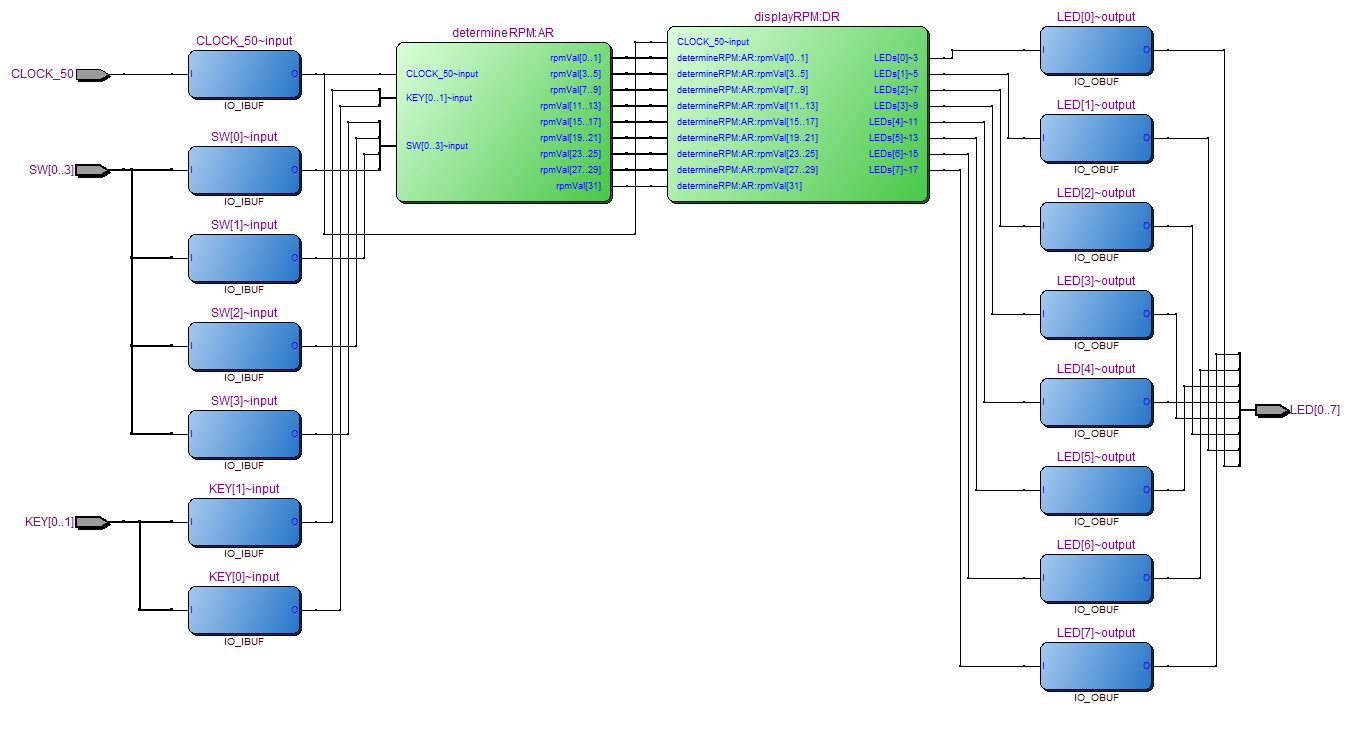 CLOCK_50
CLOCK_50~input
I
O
IO_IBUF
SW[0..3]
SW[0]~input
I
O
IO_IBUF
SW[1]~input
I
O
IO_IBUF
SW[2]~input
I
O
IO_IBUF
SW[3]~input
I
O
IO_IBUF
KEY[0..1]
KEY[1]~input
I
O
IO_IBUF
KEY[0]~input
I
O
IO_IBUF
determineRPM:AR
CLOCK_50~input
KEY[0..1]~input
SW[0..3]~input
rpmVal[0..1]
rpmVal[3..5]
rpmVal[7..9]
rpmVal[11..13]
rpmVal[15..17]
rpmVal[19..21]
rpmVal[23..25]
rpmVal[27..29]
rpmVal[31]
displayRPM:DR
CLOCK_50~input
determineRPM:AR:rpmVal[0..1]
determineRPM:AR:rpmVal[3..5]
determineRPM:AR:rpmVal[7..9]
determineRPM:AR:rpmVal[11..13]
determineRPM:AR:rpmVal[15..17]
determineRPM:AR:rpmVal[19..21]
determineRPM:AR:rpmVal[23..25]
determineRPM:AR:rpmVal[27..29]
determineRPM:AR:rpmVal[31]
LEDs[0]~3
LEDs[1]~5
LEDs[2]~7
LEDs[3]~9
LEDs[4]~11
LEDs[5]~13
LEDs[6]~15
LEDs[7]~17
LED[0]~output
I
O
IO_OBUF
LED[1]~output
I
O
IO_OBUF
LED[2]~output
I
O
IO_OBUF
LED[3]~output
I
O
IO_OBUF
LED[4]~output
I
O
IO_OBUF
LED[5]~output
I
O
IO_OBUF
LED[6]~output
I
O
IO_OBUF
LED[7]~output
I
O
IO_OBUF
LED[0..7]